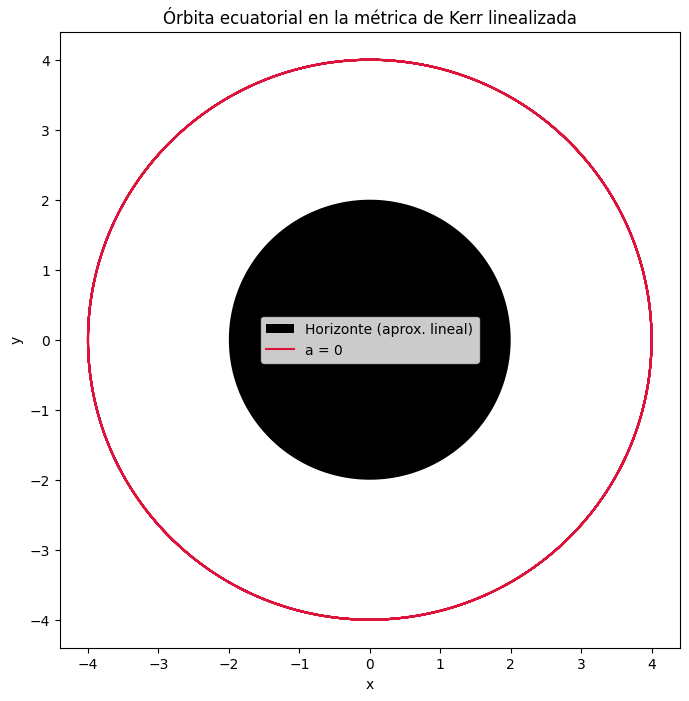 Órbita ecuatorial en la métrica de Kerr linealizada
4
3
2
1
0
−1
−2
−3
−4
y
Horizonte (aprox. lineal)
a = 0
−4 −3 −2 −1 0 1 2 3 4
x